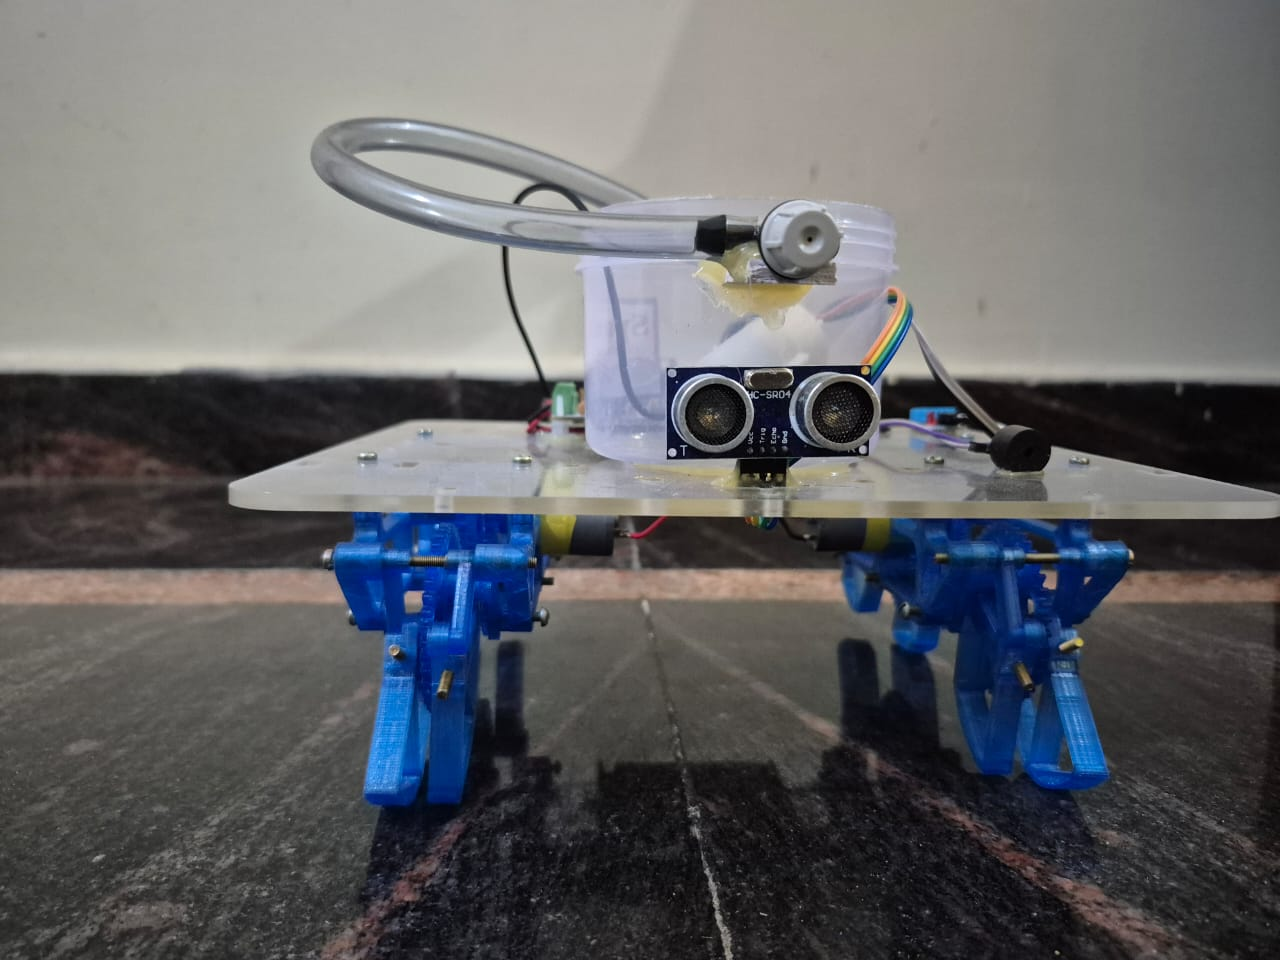 HC-SR04
Vcc
Trig
Echo
Gnd
T
R